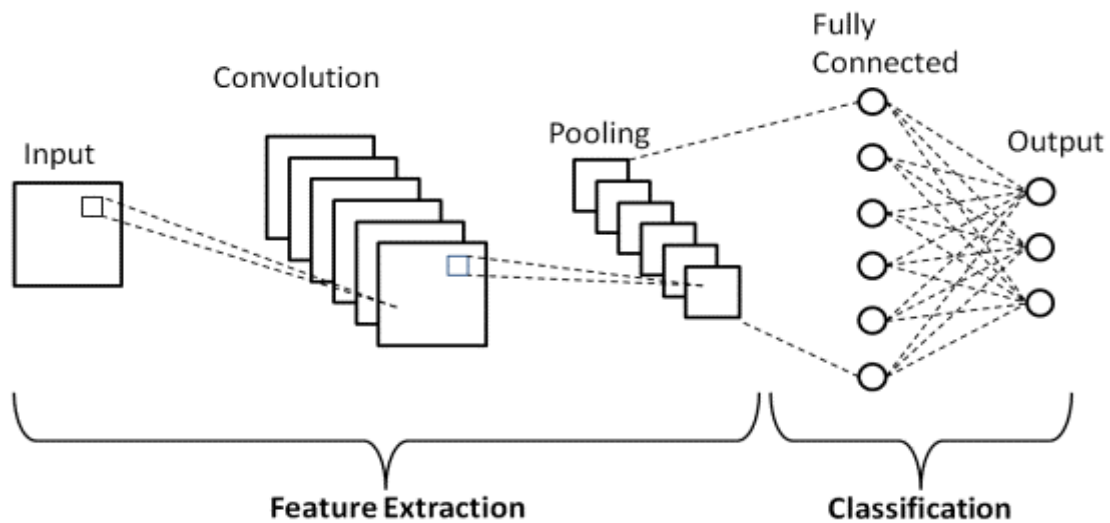 Input
Convolution
Pooling
Fully
Connected
Output
Feature Extraction
Classification